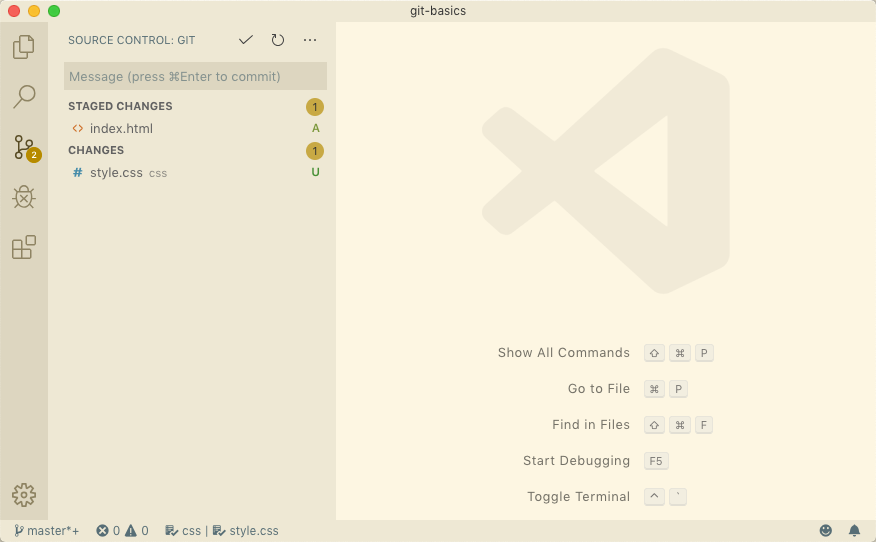 git-basics
SOURCE CONTROL: GIT
Message (press ⌘Enter to commit)
STAGED CHANGES 1
<> index.html A
CHANGES 1
# style.css css U
2
Show All Commands ⇧ ⌘ P
Go to File ⌘ P
Find in Files ⇧ ⌘ F
Start Debugging F5
Toggle Terminal ^ `
master*+ 0 0 css | style.css